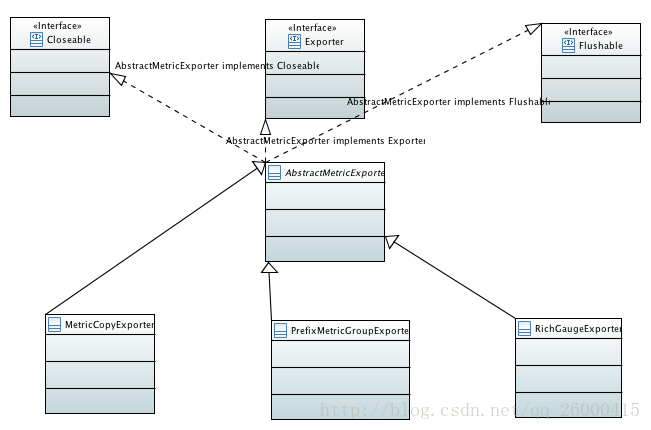 «Interface»
Closeable
«Interface»
Exporter
«Interface»
Flushable
AbstractMetricExporter implements Closeable
AbstractMetricExporter implements Flushable
AbstractMetricExporter implements Exporter
AbstractMetricExporte
MetricCopyExporter
PrefixMetricGroupExporte
RichGaugeExporter
http://blog.csdn.net/qq_26000415